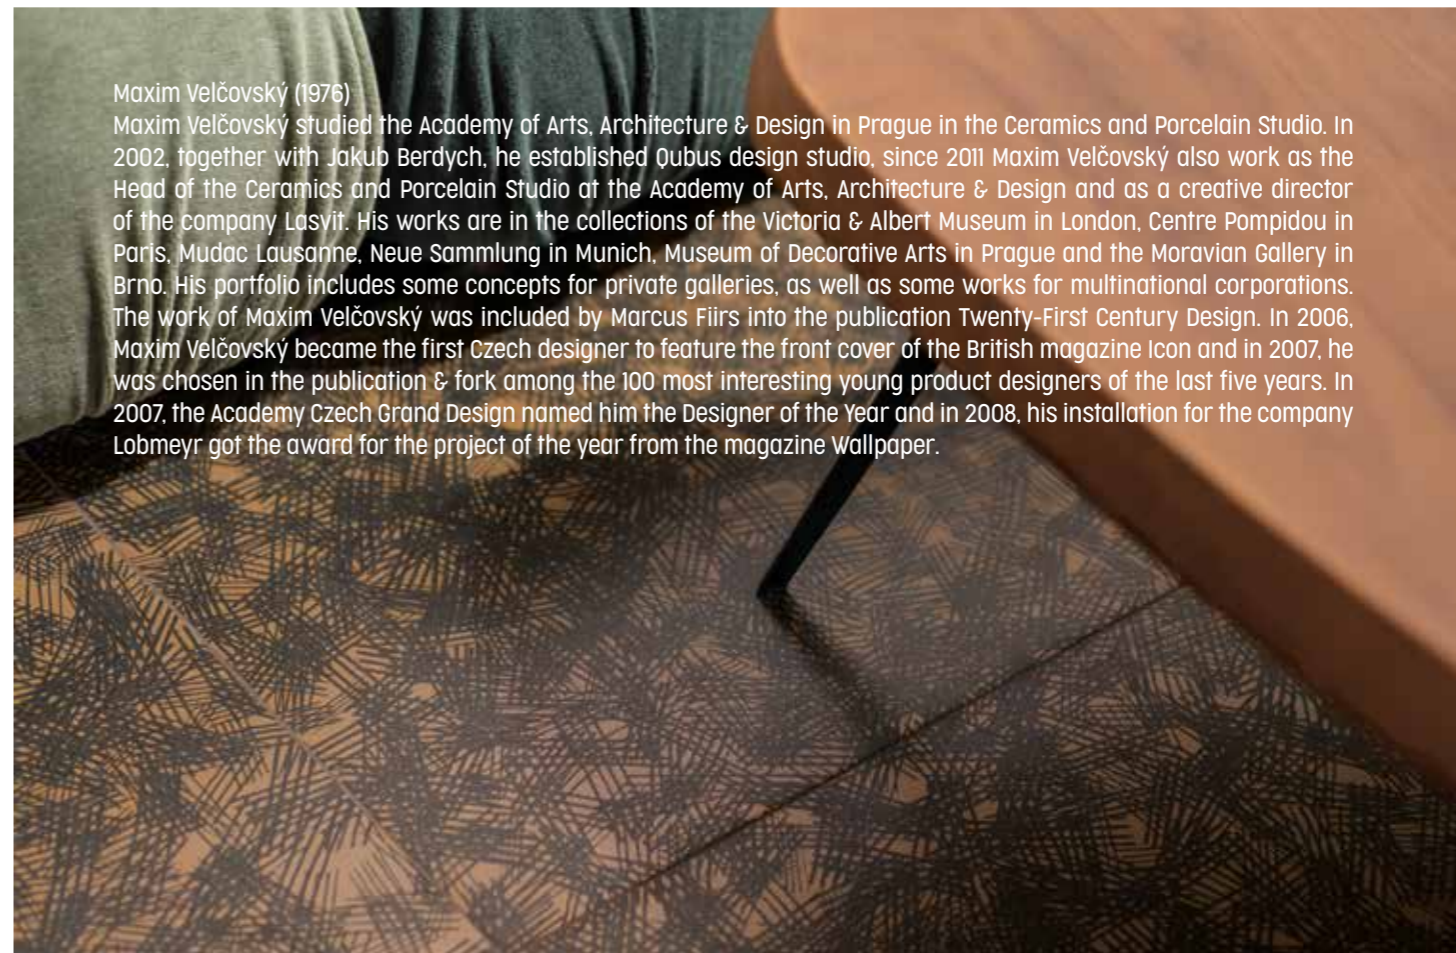 Maxim Velčovský (1976)
Maxim Velčovský studied the Academy of Arts, Architecture & Design in Prague in the Ceramics and Porcelain Studio. In
2002, together with Jakub Berdych, he established Qubus design studio, since 2011 Maxim Velčovský also work as the
Head of the Ceramics and Porcelain Studio at the Academy of Arts, Architecture & Design and as a creative director
of the company Lasvit. His works are in the collections of the Victoria & Albert Museum in London, Centre Pompidou in
Paris, Mudac Lausanne, Neue Sammlung in Munich, Museum of Decorative Arts in Prague and the Moravian Gallery in
Brno. His portfolio includes some concepts for private galleries, as well as some works for multinational corporations.
The work of Maxim Velčovský was included by Marcus Fiirs into the publication Twenty-First Century Design. In 2006,
Maxim Velčovský became the first Czech designer to feature the front cover of the British magazine Icon and in 2007, he
was chosen in the publication & fork among the 100 most interesting young product designers of the last five years. In
2007, the Academy Czech Grand Design named him the Designer of the Year and in 2008, his installation for the company
Lobmeyr got the award for the project of the year from the magazine Wallpaper.